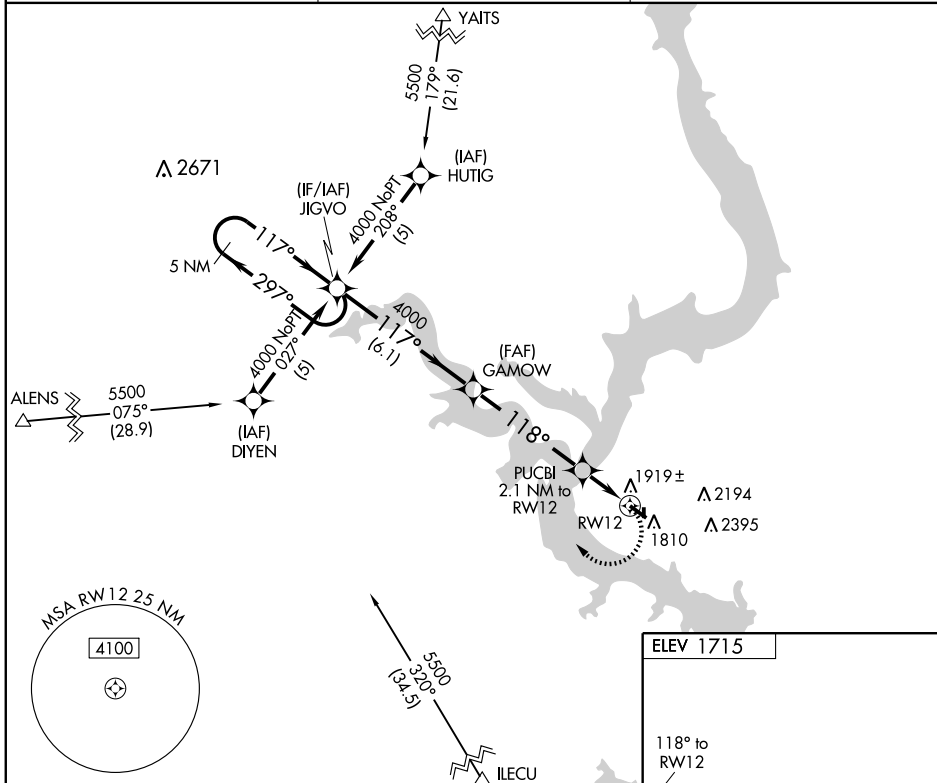 YAITS
5500
179°
(21.6)
2671
(IAF)
HUTIG
(IF/IAF)
JIGVO
4000 NoPT
208°
(5)
117°
5 NM
297°
4000 NoPT
027°
(5)
4000
117°
(6.1)
(FAF)
GAMOW
ALENS
5500
075°
(28.9)
(IAF)
DIYEN
118°
PUCBI
2.1 NM to
RW12
1919±
2194
RW12
2395
1810
MSA RW12 25 NM
4100
5500
320°
(34.5)
ILECU
ELEV 1715
118° to
RW12